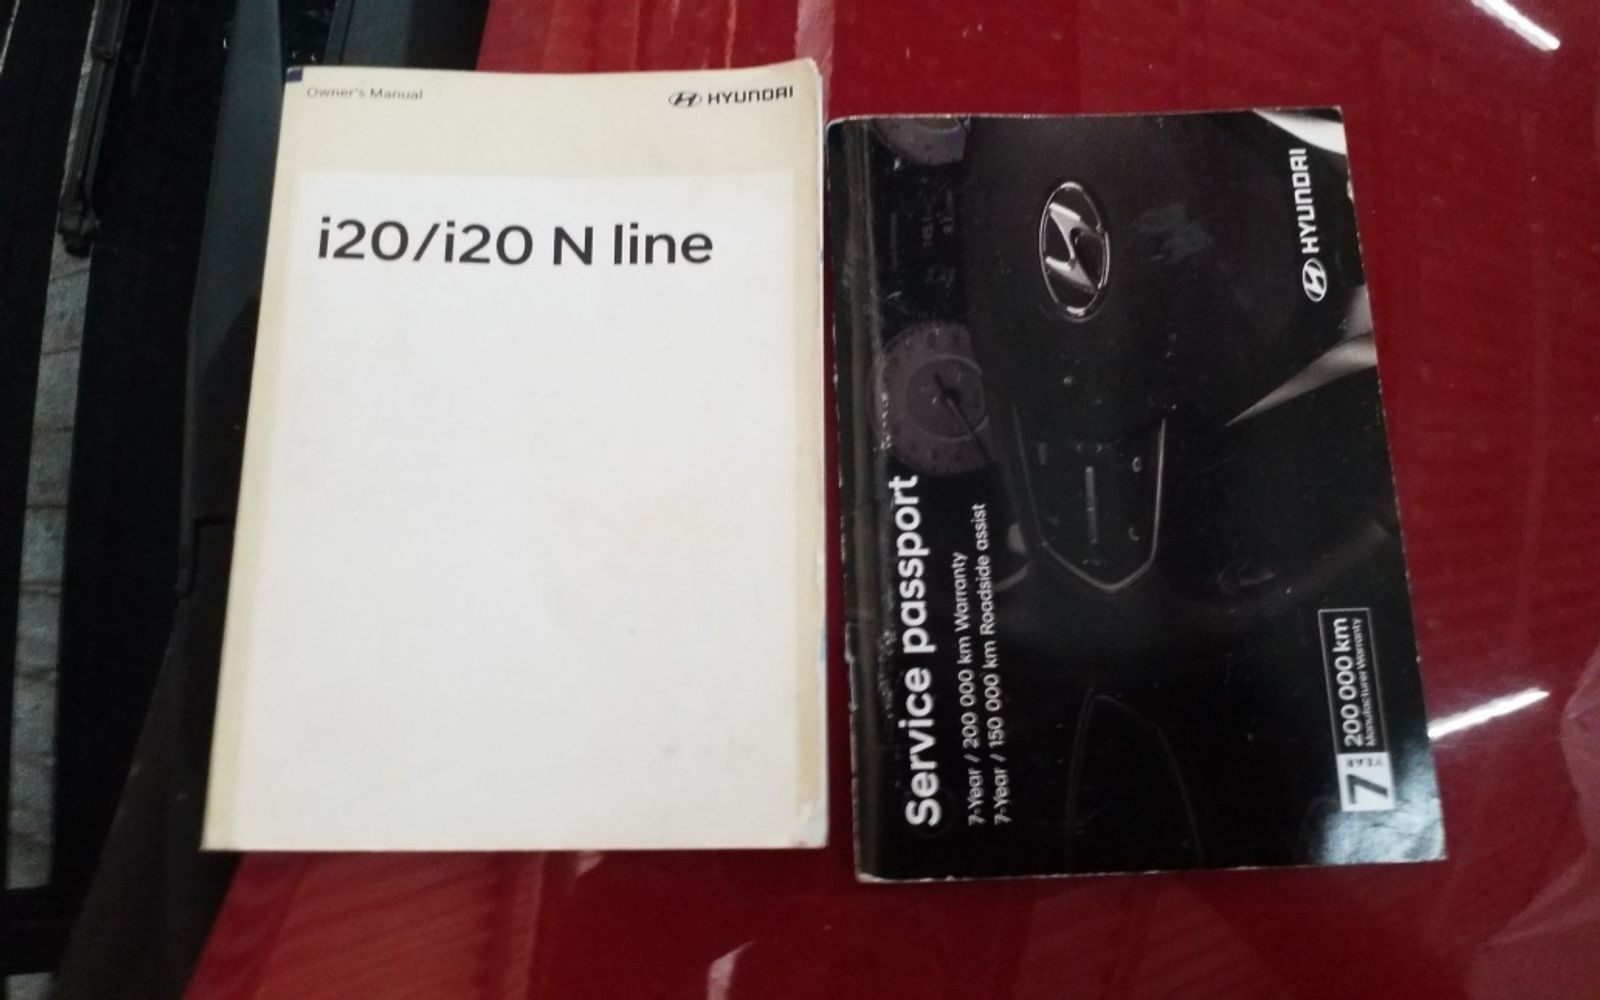 Owner's Manual
HYUNDAI
i20/i20 N line
HYUNDAI
Service passport
7-Year / 200 000 km Warranty
7-Year / 150 000 km Roadside assist
7 YEAR
200 000 km
Manufacturer Warranty